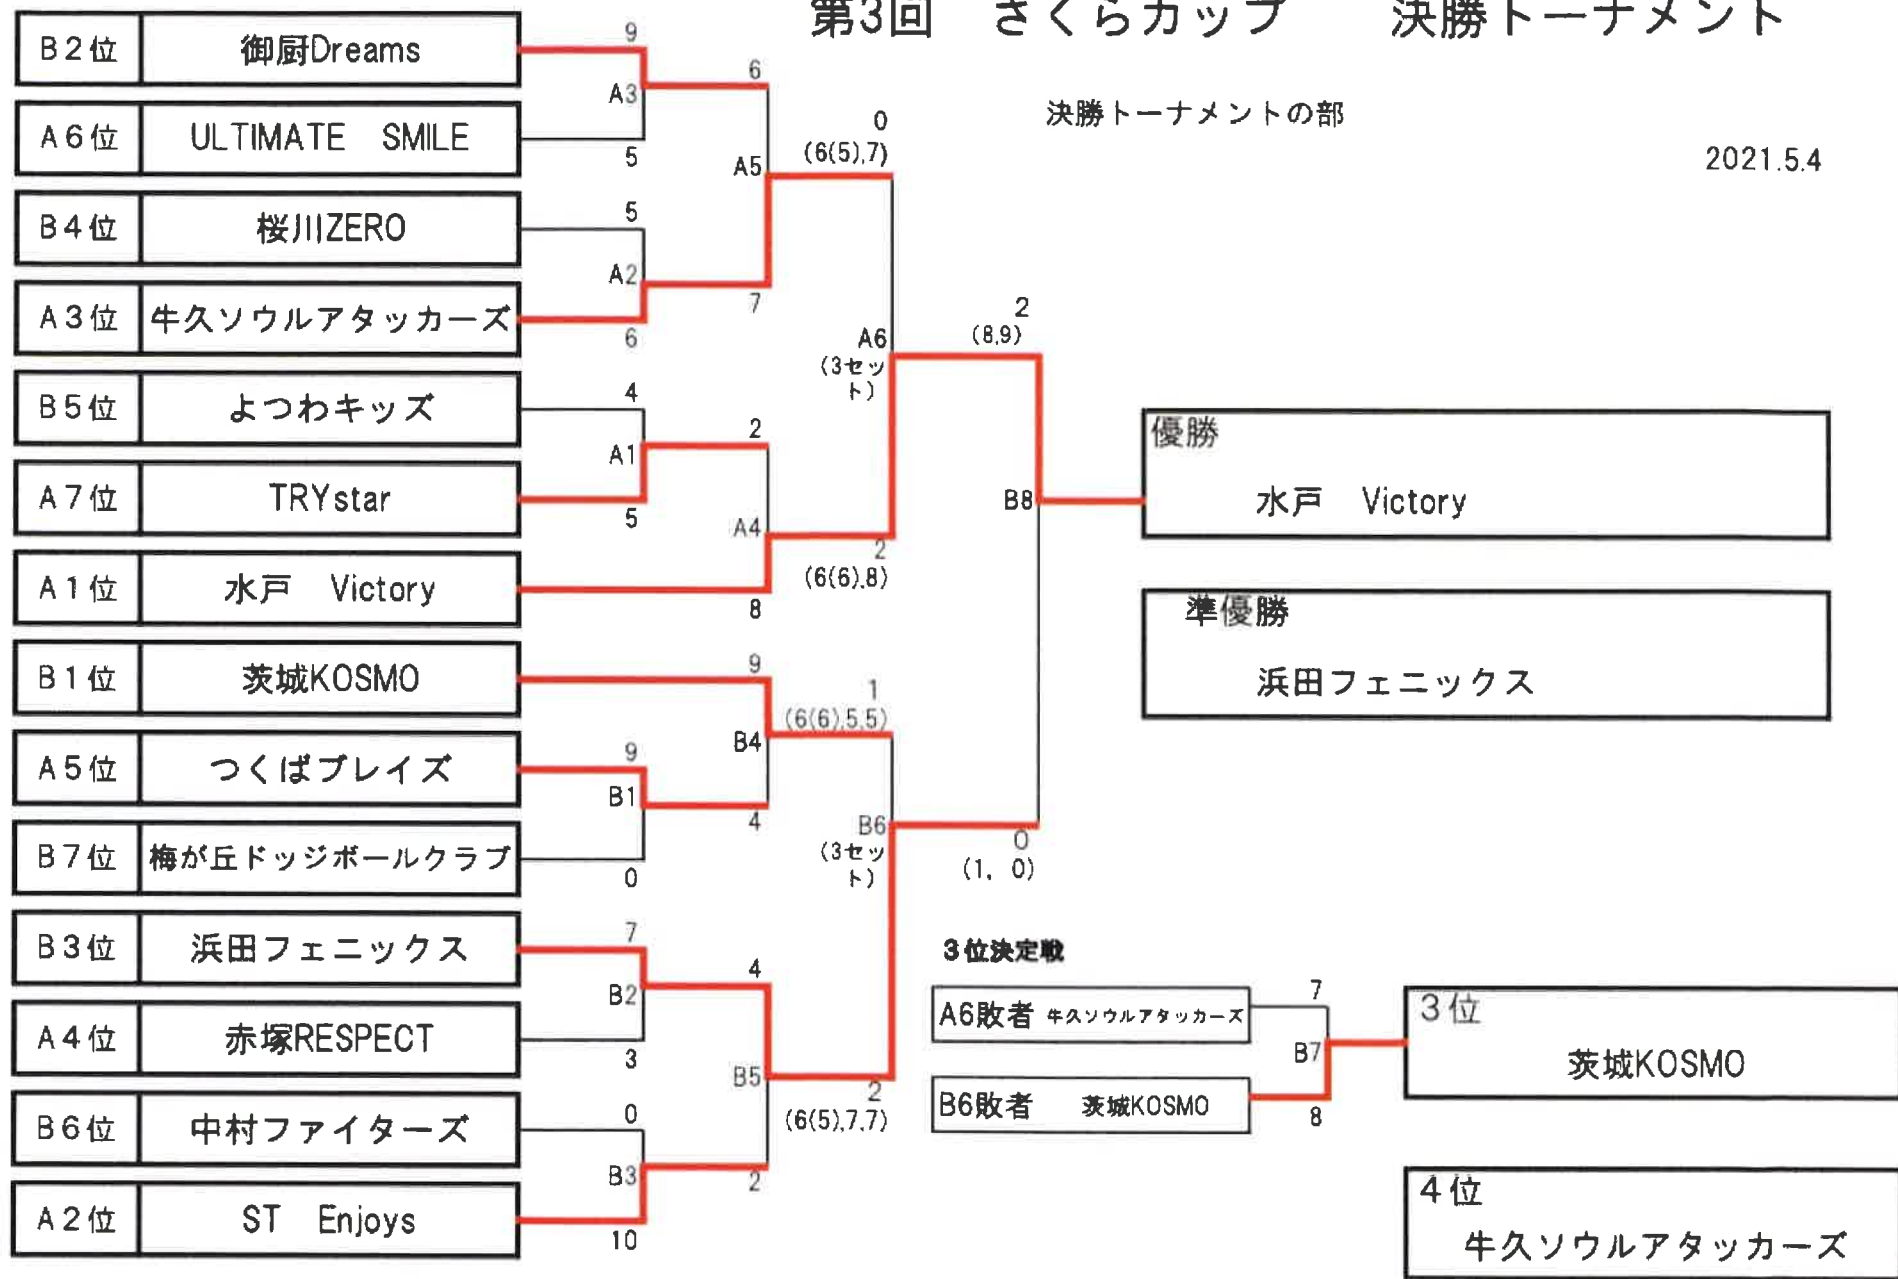 第3回 さくらカップ 決勝トーナメント
決勝トーナメントの部
2021.5.4
B2位 御厨Dreams
A6位 ULTIMATE SMILE
B4位 桜川ZERO
A3位 牛久ソウルアタッカーズ
B5位 よつわキッズ
A7位 TRYstar
A1位 水戸 Victory
B1位 茨城KOSMO
A5位 つくばブレイズ
B7位 梅が丘ドッジボールクラブ
B3位 浜田フェニックス
A4位 赤塚RESPECT
B6位 中村ファイターズ
A2位 ST Enjoys
9
A3
5
5
A2
6
4
A1
5
9
B1
0
7
B2
3
0
B3
10
6
A5
7
2
A4
8
9
B4
4
4
B5
2
0
(6(5),7)
A6
(3セッ
ト)
2
(6(6),8)
1
(6(6),5,5)
B6
(3セッ
ト)
2
(6(5),7,7)
2
(8,9)
B8
0
(1, 0)
優勝
水戸 Victory
準優勝
浜田フェニックス
3位決定戦
A6敗者 牛久ソウルアタッカーズ
B6敗者 茨城KOSMO
7
B7
8
3位
茨城KOSMO
4位
牛久ソウルアタッカーズ